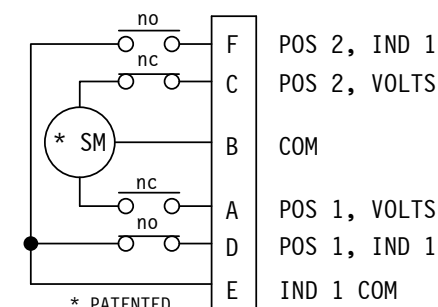 no
F POS 2, IND 1
nc
C POS 2, VOLTS
* SM
B COM
nc
A POS 1, VOLTS
no
D POS 1, IND 1
E IND 1 COM
* PATENTED